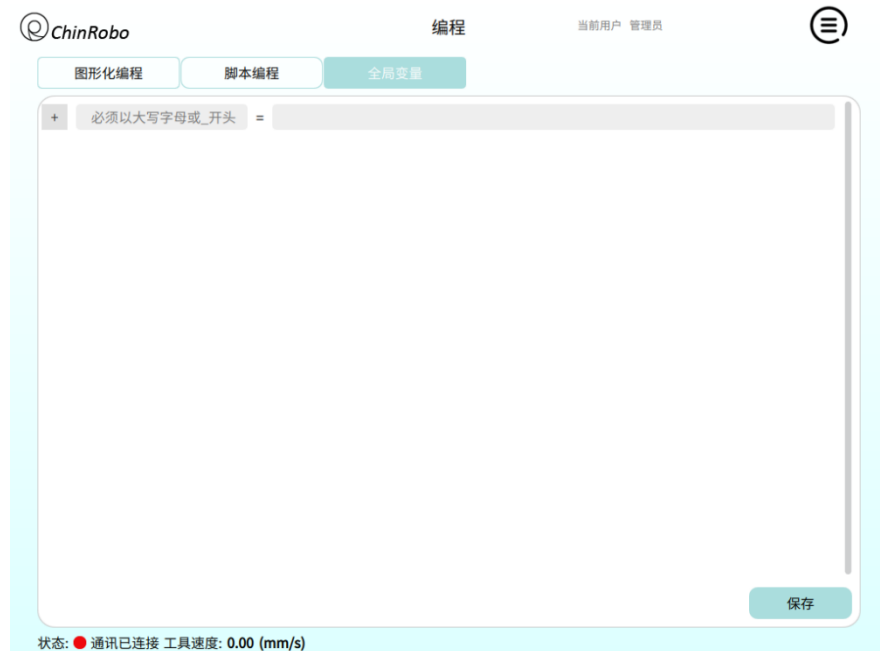 ChinRobo
编程
当前用户 管理员
图形化编程 脚本编程 全局变量
+ 必须以大写字母或_开头 =
保存
状态: 通讯已连接 工具速度: 0.00 (mm/s)